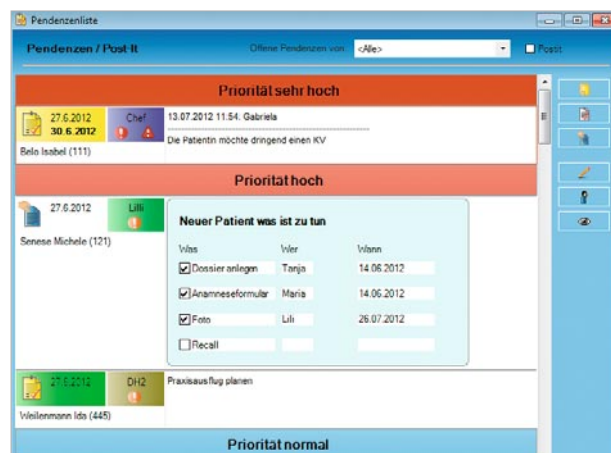 Pendenzenliste
Pendenzen / Post-It
Offene Pendenzen von: <Alle>
Postit
Priorität sehr hoch
27.6.2012
30.6.2012
Chef
13.07.2012 11:54. Gabriela
Die Patientin möchte dringend einen KV
Belo Isabel (111)
Priorität hoch
27.6.2012
Lilli
Senese Michele (121)
Neuer Patient was ist zu tun
Was Wer Wann
Dossier anlegen Tanja 14.06.2012
Anamneseformular Maria 14.06.2012
Foto Lili 26.07.2012
Recall
27.6.2012
DH2
Praxisausflug planen
Weilenmann Ida (445)
Priorität normal